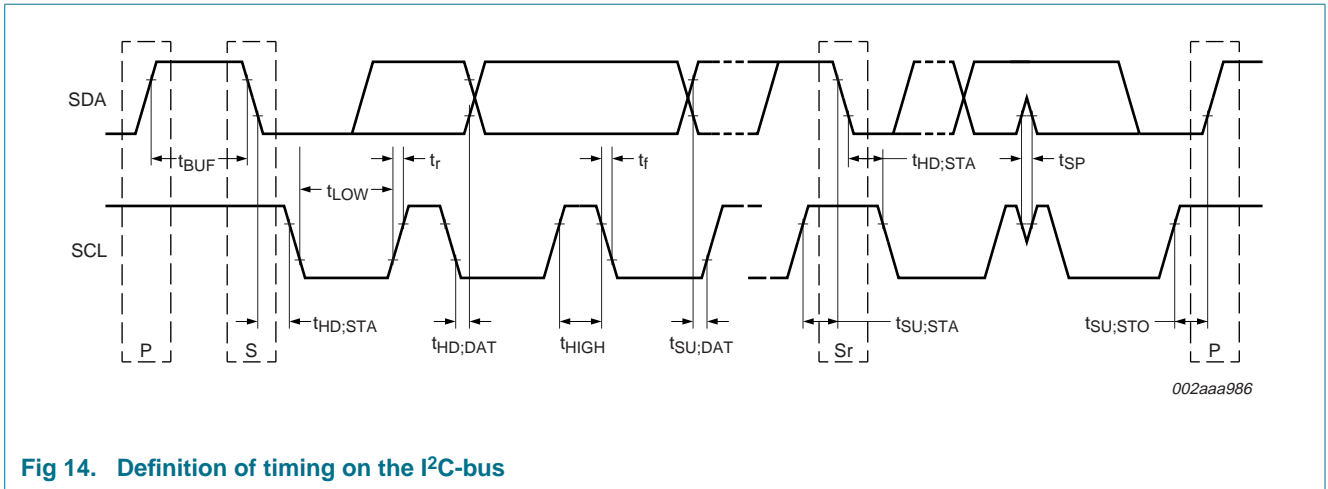 SDA
tBUF
tr
tf
tHD;STA
tSP
tLOW
SCL
tHD;STA
tHD;DAT
tHIGH
tSU;DAT
tSU;STA
tSU;STO
P
S
Sr
P
002aaa986
Fig 14. Definition of timing on the I²C-bus